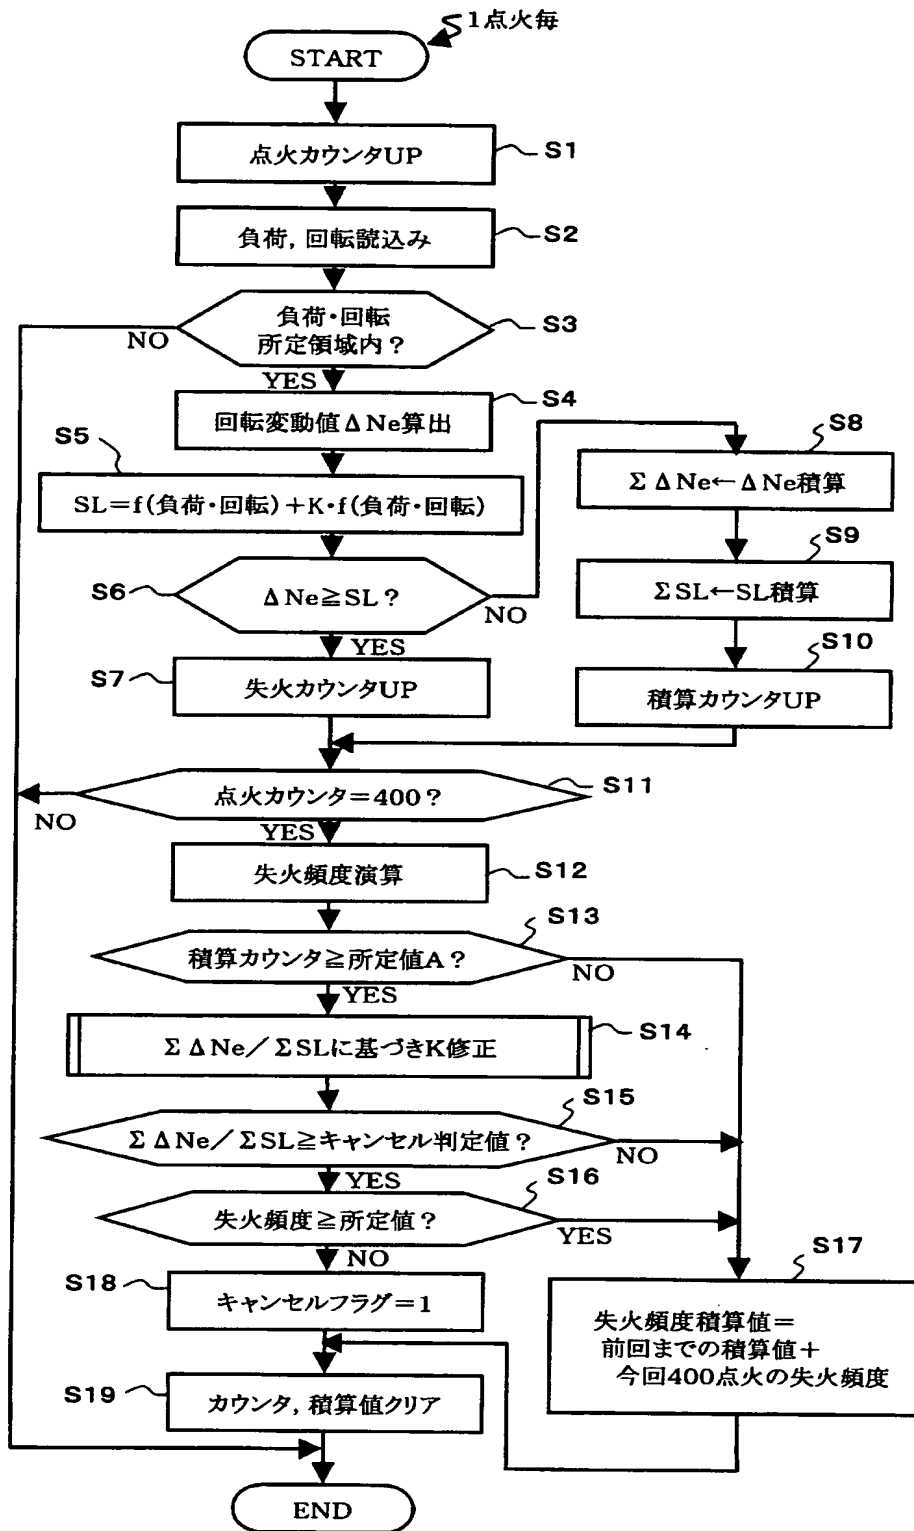 1点火毎
START
点火カウンタUP
S1
負荷, 回転読込み
S2
負荷・回転
所定領域内?
S3
NO
YES
回転変動値ΔNe算出
S4
S5
SL=f(負荷・回転)+K・f(負荷・回転)
S6
ΔNe≧SL?
NO
YES
S7
失火カウンタUP
S8
ΣΔNe←ΔNe積算
S9
ΣSL←SL積算
S10
積算カウンタUP
点火カウンタ=400?
S11
NO
YES
失火頻度演算
S12
積算カウンタ≧所定値A?
S13
NO
YES
ΣΔNe/ΣSLに基づきK修正
S14
ΣΔNe/ΣSL≧キャンセル判定値?
S15
NO
YES
失火頻度≧所定値?
S16
YES
NO
S17
失火頻度積算値=
前回までの積算値+
今回400点火の失火頻度
S18
キャンセルフラグ=1
S19
カウンタ, 積算値クリア
END